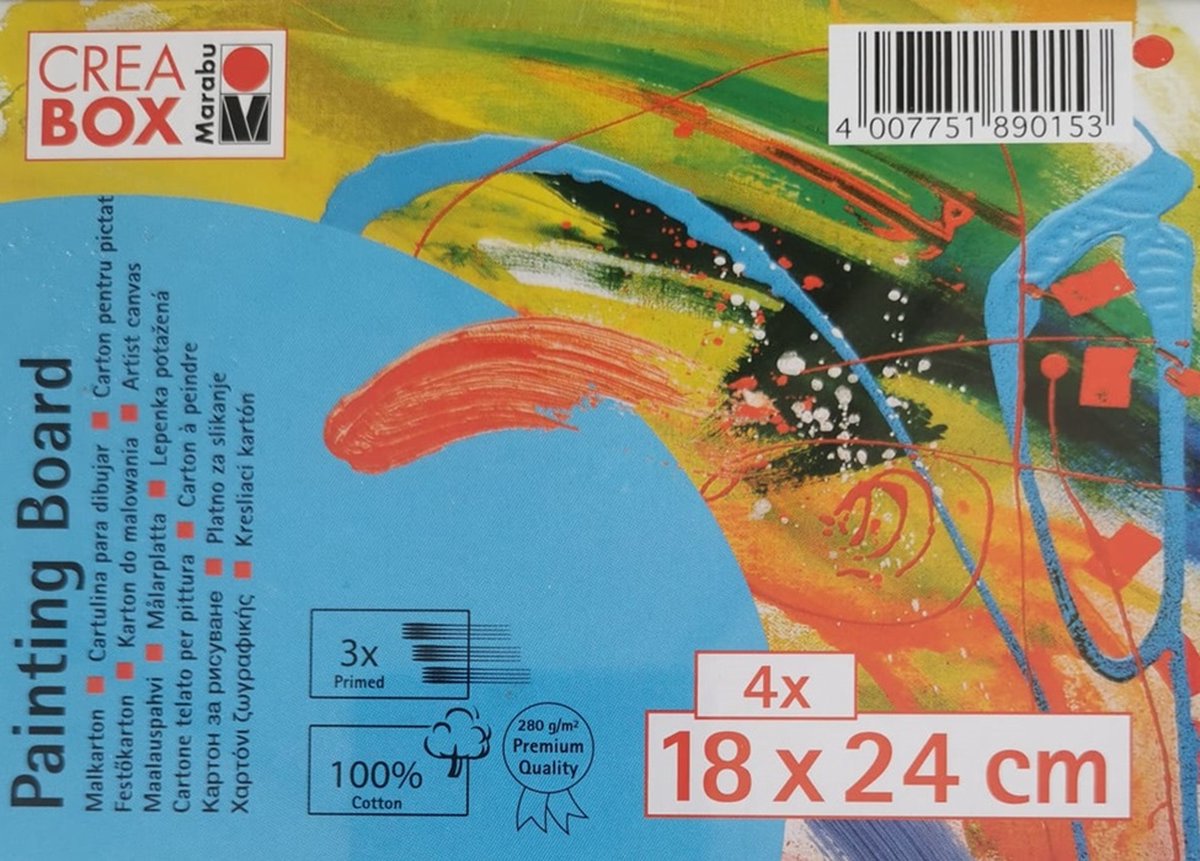 CREA
BOX
Marabu
4 007751 890153
Painting Board
Malkarton ■ Cartulina para dibujar ■ Carton pentru pictat
Festőkarton ■ Karton do malowania ■ Artist canvas
Maalauspahvi ■ Målarplatta ■ Lepenka potažená
Cartone telato per pittura ■ Carton à peindre
Картон за рисуване ■ Platno za slikanje
Χαρτόνι ζωγραφικής ■ Kresliaci kartón
3x
Primed
100%
Cotton
280 g/m²
Premium
Quality
4x
18 x 24 cm